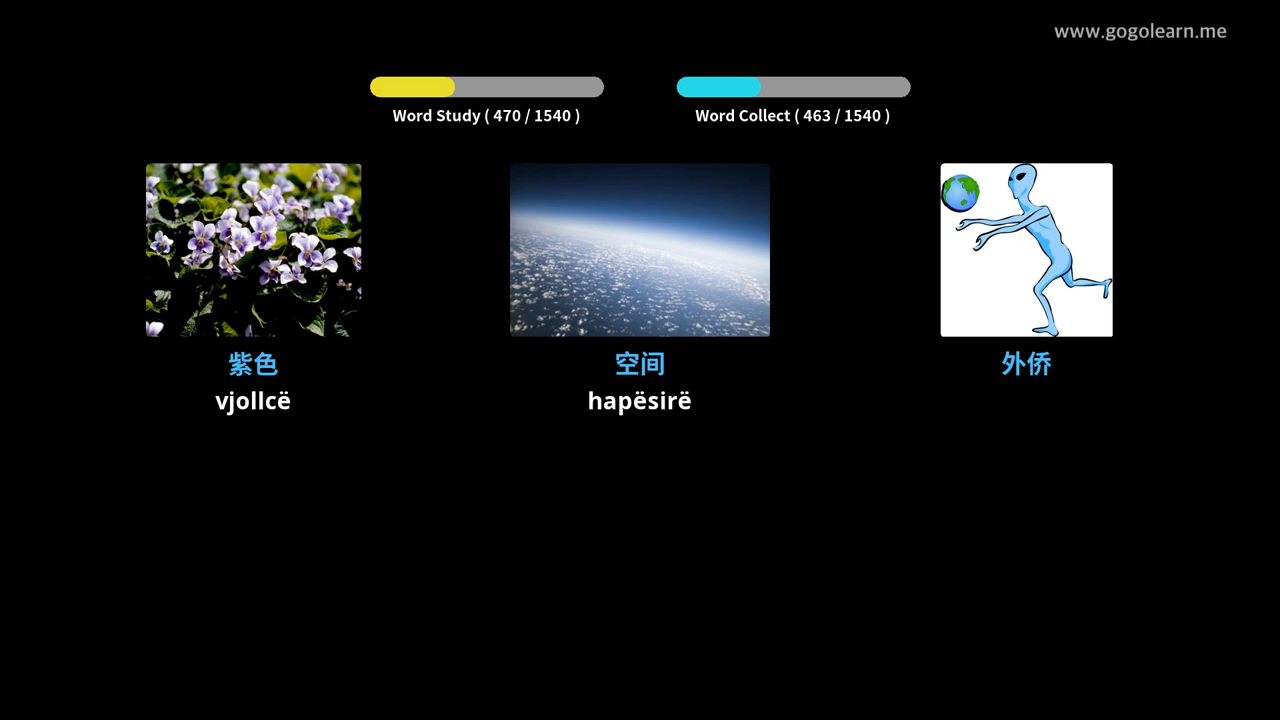 www.gogolearn.me
Word Study ( 470 / 1540 )
Word Collect ( 463 / 1540 )
紫色
空间
外侨
vjollcë
hapësirë